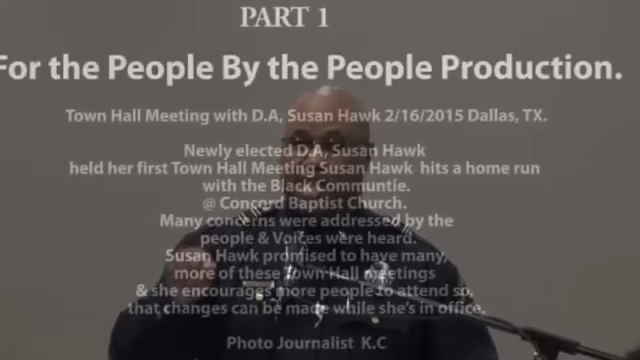 PART 1
For the People By the People Production.
Town Hall Meeting with D.A, Susan Hawk 2/16/2015 Dallas, TX.
Newly elected D.A, Susan Hawk
held her first Town Hall Meeting Susan Hawk hits a home run
with the Black Communtie.
@ Concord Baptist Church.
Many concerns were addressed by the
people & Voices were heard.
Susan Hawk promised to have many,
more of these Town Hall meetings
& she encourages more people to attend so,
that changes can be made while she's in office.
Photo Journalist K.C